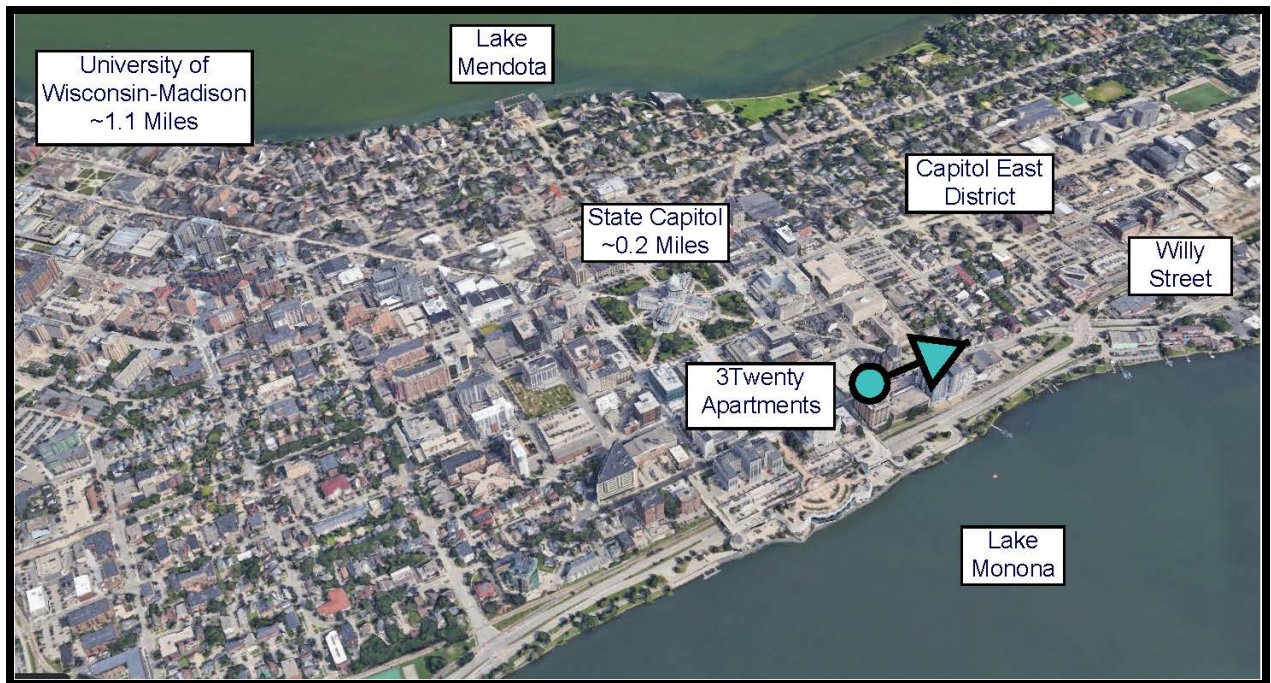 Lake
Mendota
University of
Wisconsin-Madison
~1.1 Miles
Capitol East
District
State Capitol
~0.2 Miles
Willy
Street
3Twenty
Apartments
Lake
Monona